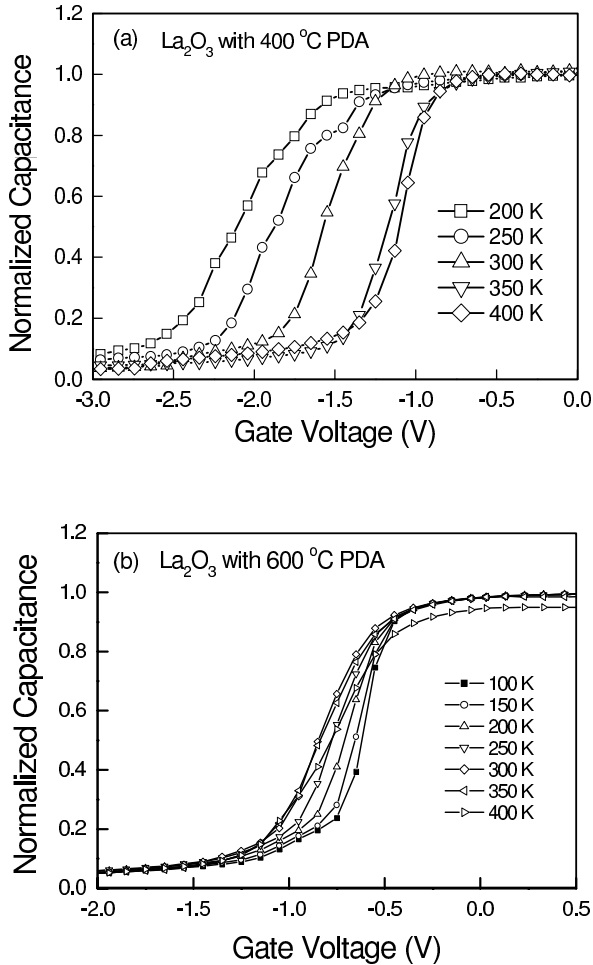 (a) La₂O₃ with 400 °C PDA
1.2
1.0
0.8
0.6
0.4
0.2
0.0
Normalized Capacitance
200 K
250 K
300 K
350 K
400 K
-3.0 -2.5 -2.0 -1.5 -1.0 -0.5 0.0
Gate Voltage (V)
(b) La₂O₃ with 600 °C PDA
1.2
1.0
0.8
0.6
0.4
0.2
0.0
Normalized Capacitance
100 K
150 K
200 K
250 K
300 K
350 K
400 K
-2.0 -1.5 -1.0 -0.5 0.0 0.5
Gate Voltage (V)